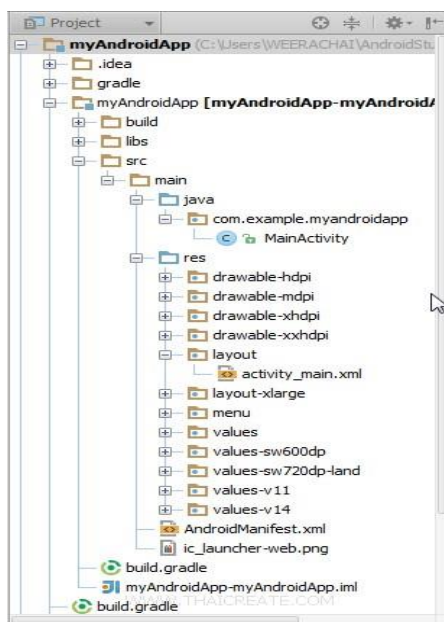 Project
myAndroidApp (C:\Users\WEERACHAI\AndroidStu
.idea
gradle
myAndroidApp [myAndroidApp-myAndroidA
build
libs
src
main
java
com.example.myandroidapp
MainActivity
res
drawable-hdpi
drawable-mdpi
drawable-xhdpi
drawable-xxhdpi
layout
activity_main.xml
layout-xlarge
menu
values
values-sw600dp
values-sw720dp-land
values-v11
values-v14
AndroidManifest.xml
ic_launcher-web.png
build.gradle
myAndroidApp-myAndroidApp.iml
WWW.THAICREATE.COM
build.gradle